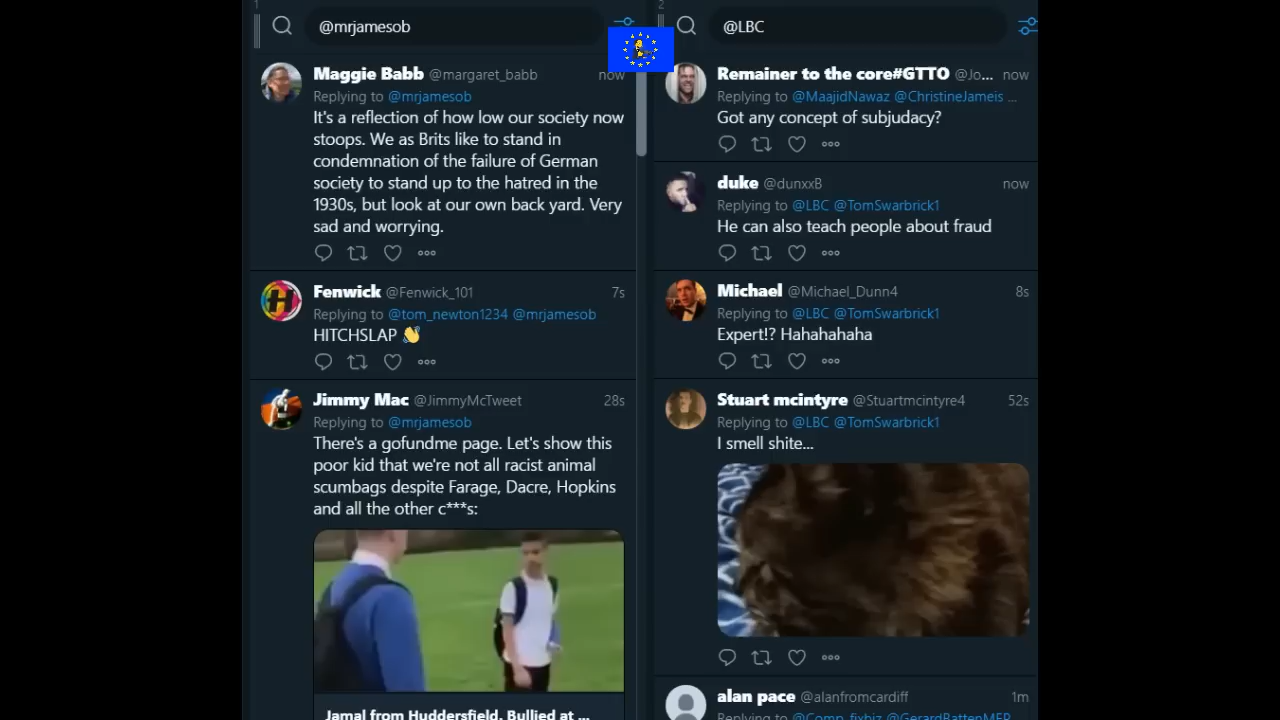 1
@mrjamesob
Maggie Babb @margaret_babb now
Replying to @mrjamesob
It's a reflection of how low our society now
stoops. We as Brits like to stand in
condemnation of the failure of German
society to stand up to the hatred in the
1930s, but look at our own back yard. Very
sad and worrying.
Fenwick @Fenwick_101 7s
Replying to @tom_newton1234 @mrjamesob
HITCHSLAP 👋
Jimmy Mac @JimmyMcTweet 28s
Replying to @mrjamesob
There's a gofundme page. Let's show this
poor kid that we're not all racist animal
scumbags despite Farage, Dacre, Hopkins
and all the other c***s:
Jamal from Huddersfield. Bullied at ...
2
@LBC
Remainer to the core#GTTO @Jo... now
Replying to @MaajidNawaz @ChristineJameis ...
Got any concept of subjudacy?
duke @dunxxB now
Replying to @LBC @TomSwarbrick1
He can also teach people about fraud
Michael @Michael_Dunn4 8s
Replying to @LBC @TomSwarbrick1
Expert!? Hahahahaha
Stuart mcintyre @Stuartmcintyre4 52s
Replying to @LBC @TomSwarbrick1
I smell shite...
alan pace @alanfromcardiff 1m
Replying to @Comp_fixbiz @GerardBattenMEP